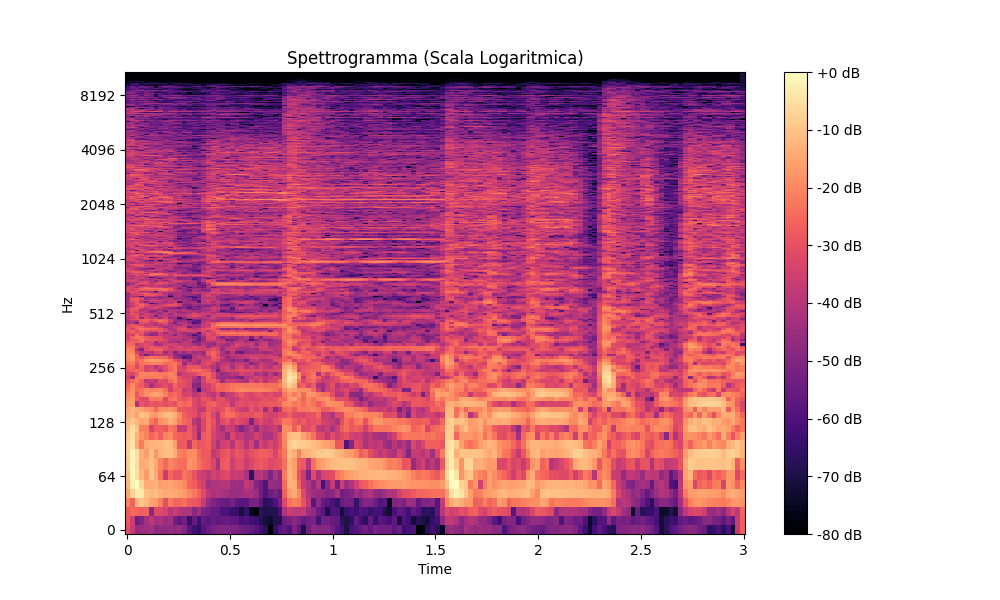 Spettrogramma (Scala Logaritmica)
Hz
8192
4096
2048
1024
512
256
128
64
0
0
0.5
1
1.5
2
2.5
3
Time
+0 dB
-10 dB
-20 dB
-30 dB
-40 dB
-50 dB
-60 dB
-70 dB
-80 dB